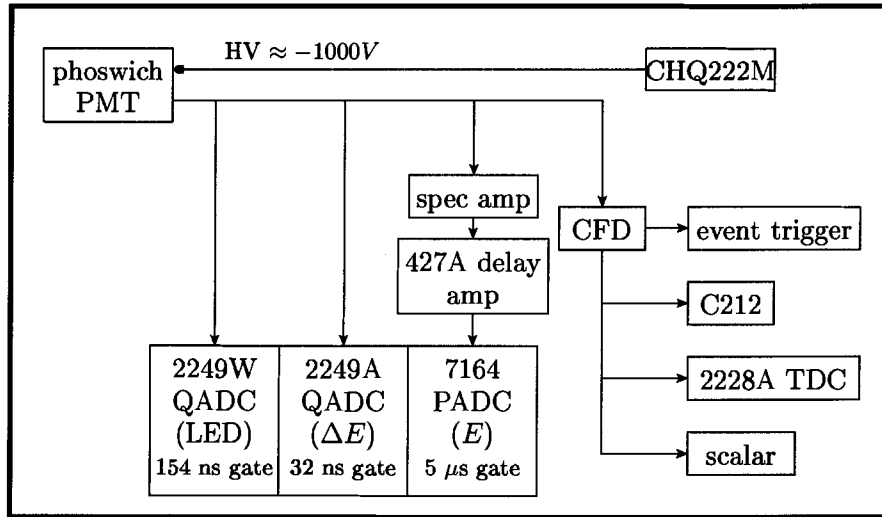 HV ≈ −1000V
phoswich
PMT
CHQ222M
spec amp
427A delay
amp
CFD
event trigger
C212
2228A TDC
scalar
2249W
QADC
(LED)
154 ns gate
2249A
QADC
(ΔE)
32 ns gate
7164
PADC
(E)
5 μs gate